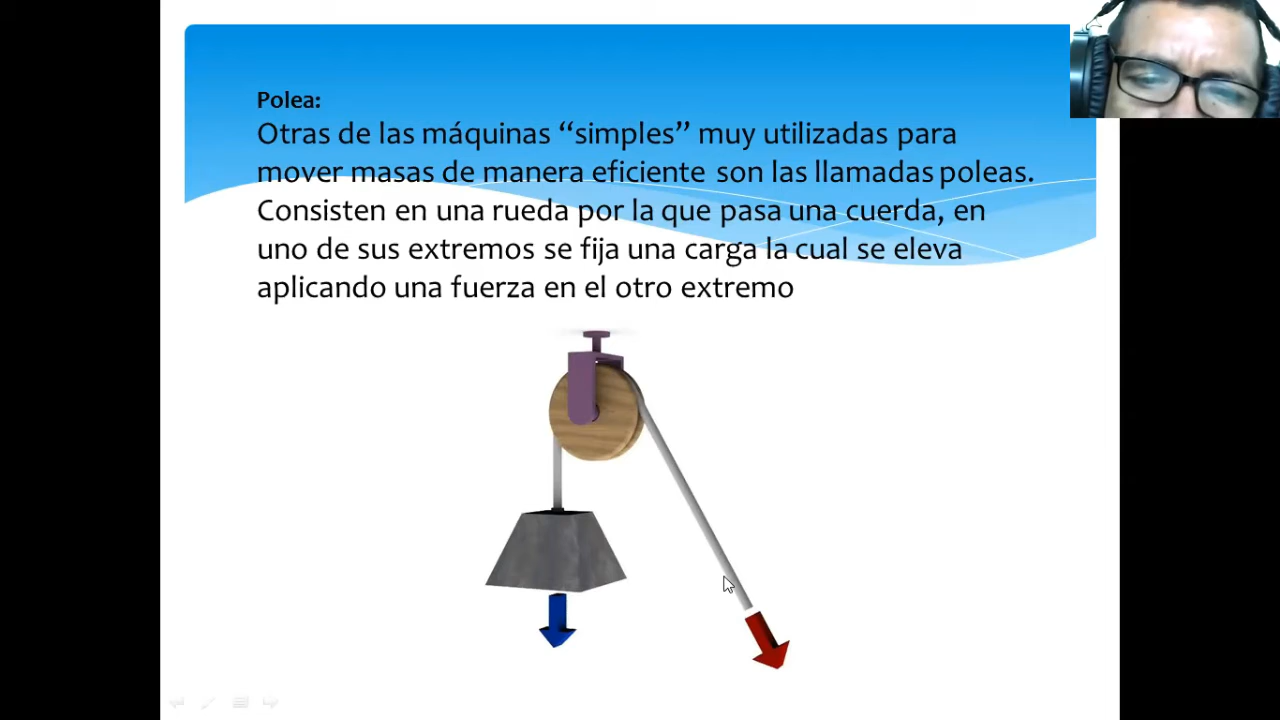 Polea:
Otras de las máquinas “simples” muy utilizadas para
mover masas de manera eficiente son las llamadas poleas.
Consisten en una rueda por la que pasa una cuerda, en
uno de sus extremos se fija una carga la cual se eleva
aplicando una fuerza en el otro extremo